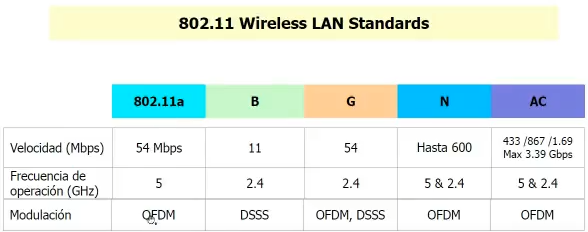 802.11 Wireless LAN Standards
802.11a B G N AC
Velocidad (Mbps) 54 Mbps 11 54 Hasta 600 433 /867 /1.69
Max 3.39 Gbps
Frecuencia de
operación (GHz) 5 2.4 2.4 5 & 2.4 5 & 2.4
Modulación OFDM DSSS OFDM, DSSS OFDM OFDM